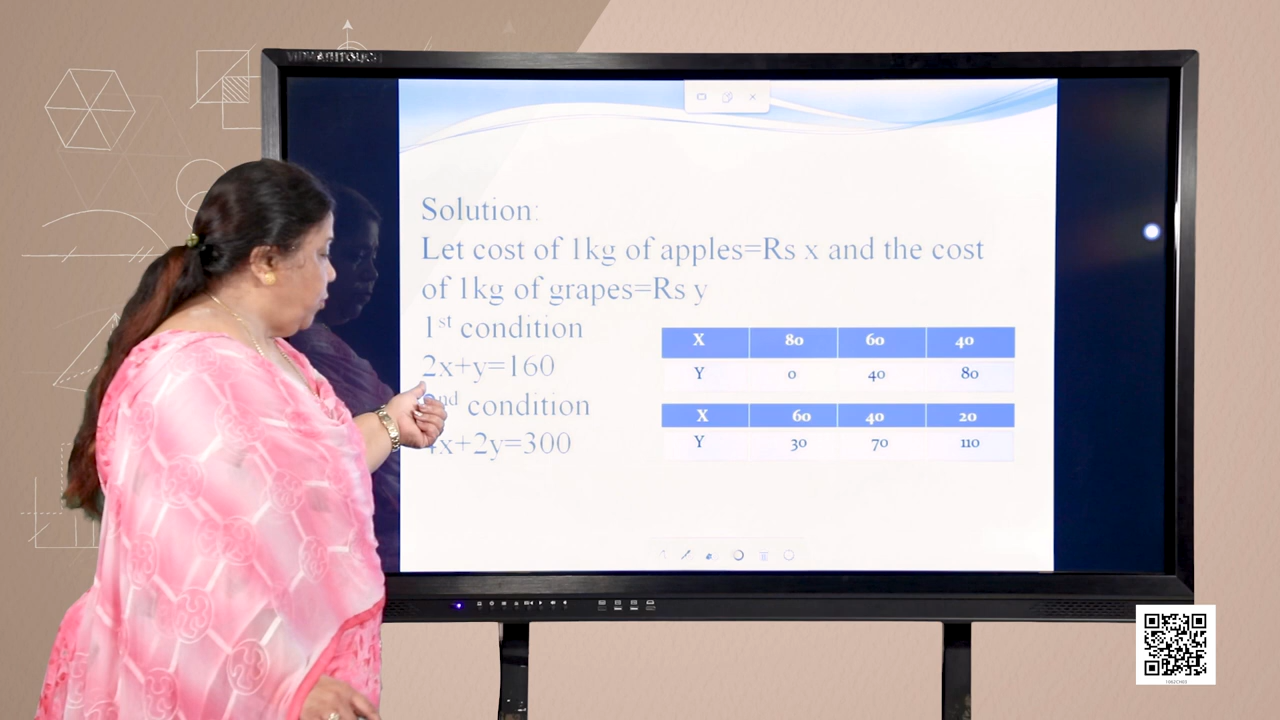 Solution:
Let cost of 1kg of apples=Rs x and the cost
of 1kg of grapes=Rs y
1st condition
2x+y=160
condition
x+2y=300
X 80 60 40
Y 0 40 80
X 60 40 20
Y 30 70 110